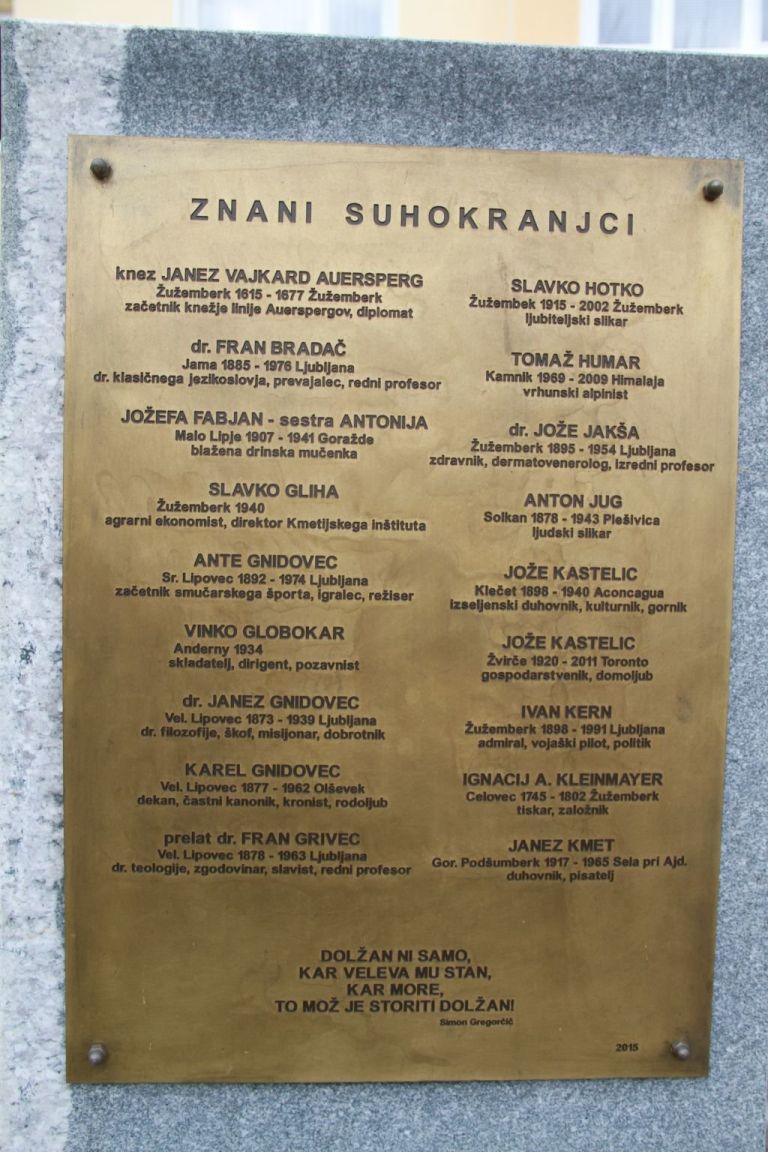 ZNANI SUHOKRANJCI
knez JANEZ VAJKARD AUERSPERG
Žužemberk 1615 - 1677 Žužemberk
začetnik knežje linije Auerspergov, diplomat
dr. FRAN BRADAČ
Jama 1885 - 1976 Ljubljana
dr. klasičnega jezikoslovja, prevajalec, redni profesor
JOŽEFA FABJAN - sestra ANTONIJA
Malo Lipje 1907 - 1941 Goražde
blažena drinska mučenka
SLAVKO GLIHA
Žužemberk 1940
agrarni ekonomist, direktor Kmetijskega inštituta
ANTE GNIDOVEC
Sr. Lipovec 1892 - 1974 Ljubljana
začetnik smučarskega športa, igralec, režiser
VINKO GLOBOKAR
Anderny 1934
skladatelj, dirigent, pozavnist
dr. JANEZ GNIDOVEC
Vel. Lipovec 1873 - 1939 Ljubljana
dr. filozofije, škof, misijonar, dobrotnik
KAREL GNIDOVEC
Vel. Lipovec 1877 - 1962 Olševek
dekan, častni kanonik, kronist, rodoljub
prelat dr. FRAN GRIVEC
Vel. Lipovec 1878 - 1963 Ljubljana
dr. teologije, zgodovinar, slavist, redni profesor
SLAVKO HOTKO
Žužembek 1915 - 2002 Žužemberk
ljubiteljski slikar
TOMAŽ HUMAR
Kamnik 1969 - 2009 Himalaja
vrhunski alpinist
dr. JOŽE JAKŠA
Žužemberk 1895 - 1954 Ljubljana
zdravnik, dermatovenerolog, izredni profesor
ANTON JUG
Solkan 1878 - 1943 Plešivica
ljudski slikar
JOŽE KASTELIC
Klečet 1898 - 1940 Aconcagua
izseljenski duhovnik, kulturnik, gornik
JOŽE KASTELIC
Žvirče 1920 - 2011 Toronto
gospodarstvenik, domoljub
IVAN KERN
Žužemberk 1898 - 1991 Ljubljana
admiral, vojaški pilot, politik
IGNACIJ A. KLEINMAYER
Celovec 1745 - 1802 Žužemberk
tiskar, založnik
JANEZ KMET
Gor. Podšumberk 1917 - 1965 Sela pri Ajd.
duhovnik, pisatelj
DOLŽAN NI SAMO,
KAR VELEVA MU STAN,
KAR MORE,
TO MOŽ JE STORITI DOLŽAN!
Simon Gregorčič
2015